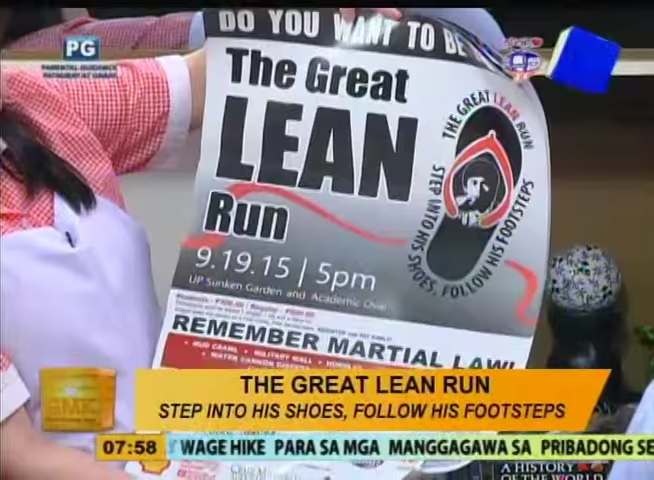 DO YOU WANT TO BE
PG
PARENTAL GUIDANCE
PATNUBAY AT GABAY
The Great
LEAN
Run
THE GREAT LEAN RUN
STEP INTO HIS SHOES, FOLLOW HIS FOOTSTEPS
9.19.15 | 5pm
UP Sunken Garden and Academic Oval
REMEMBER MARTIAL LAW!
MUD CRAWL • MILITARY WALL •
WATER CANNON
THE GREAT LEAN RUN
STEP INTO HIS SHOES, FOLLOW HIS FOOTSTEPS
07:58
WAGE HIKE PARA SA MGA MANGGAGAWA SA PRIBADONG SE
A HISTORY
OF THE WORLD